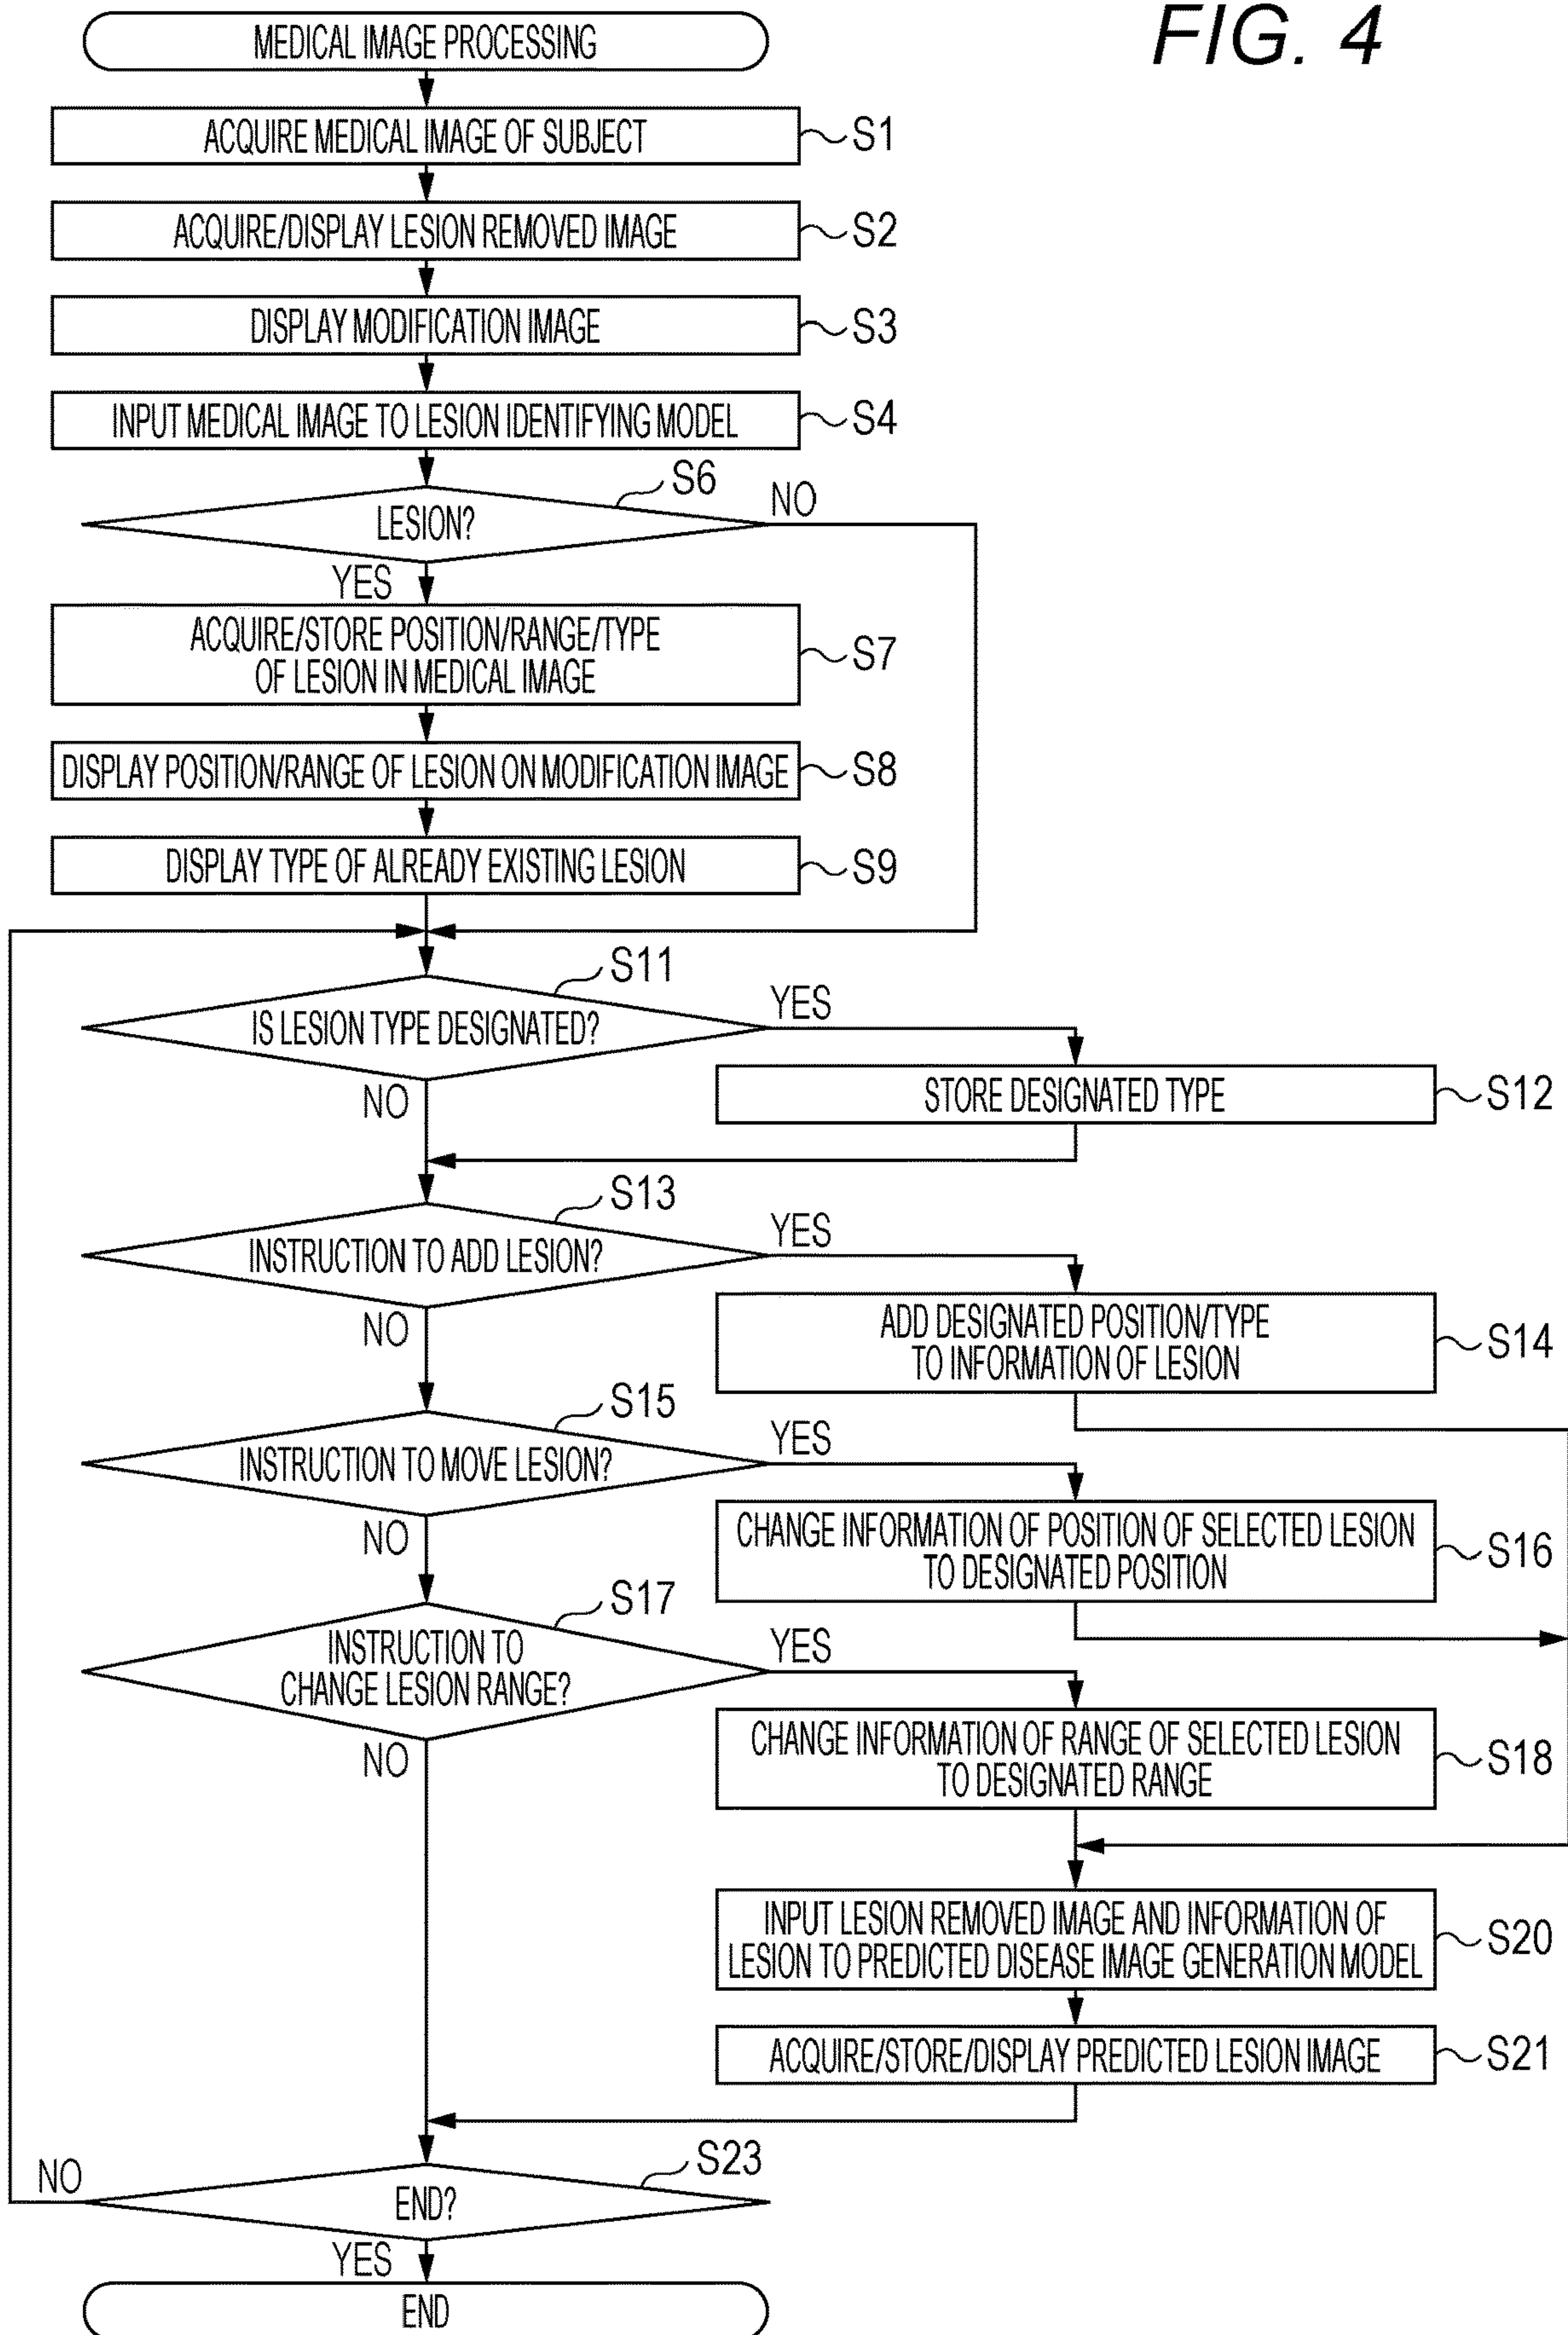 FIG. 4
MEDICAL IMAGE PROCESSING
ACQUIRE MEDICAL IMAGE OF SUBJECT
S1
ACQUIRE/DISPLAY LESION REMOVED IMAGE
S2
DISPLAY MODIFICATION IMAGE
S3
INPUT MEDICAL IMAGE TO LESION IDENTIFYING MODEL
S4
S6
LESION?
NO
YES
ACQUIRE/STORE POSITION/RANGE/TYPE
OF LESION IN MEDICAL IMAGE
S7
DISPLAY POSITION/RANGE OF LESION ON MODIFICATION IMAGE
S8
DISPLAY TYPE OF ALREADY EXISTING LESION
S9
S11
IS LESION TYPE DESIGNATED?
YES
NO
STORE DESIGNATED TYPE
S12
S13
INSTRUCTION TO ADD LESION?
YES
NO
ADD DESIGNATED POSITION/TYPE
TO INFORMATION OF LESION
S14
S15
INSTRUCTION TO MOVE LESION?
YES
NO
CHANGE INFORMATION OF POSITION OF SELECTED LESION
TO DESIGNATED POSITION
S16
S17
INSTRUCTION TO
CHANGE LESION RANGE?
YES
NO
CHANGE INFORMATION OF RANGE OF SELECTED LESION
TO DESIGNATED RANGE
S18
INPUT LESION REMOVED IMAGE AND INFORMATION OF
LESION TO PREDICTED DISEASE IMAGE GENERATION MODEL
S20
ACQUIRE/STORE/DISPLAY PREDICTED LESION IMAGE
S21
S23
NO
END?
YES
END